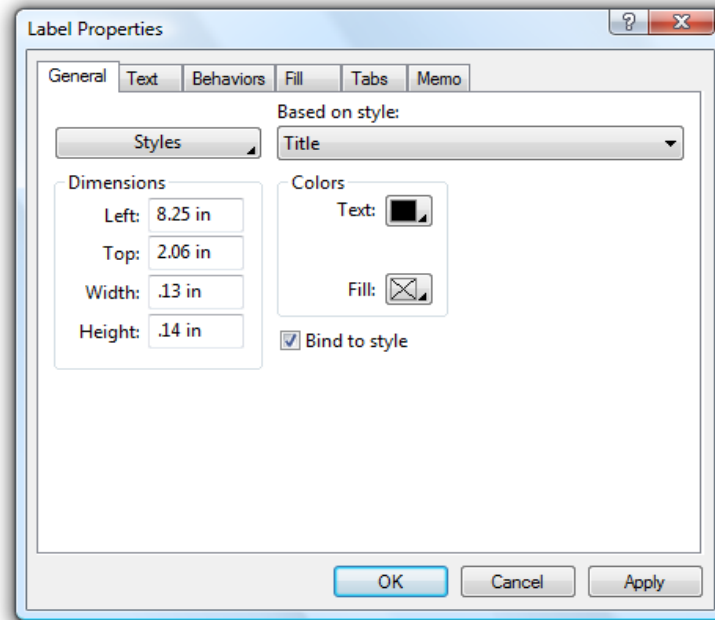 Label Properties
?
General Text Behaviors Fill Tabs Memo
Based on style:
Styles
Title
Dimensions
Colors
Left: 8.25 in
Text:
Top: 2.06 in
Width: .13 in
Fill:
Height: .14 in
Bind to style
OK Cancel Apply